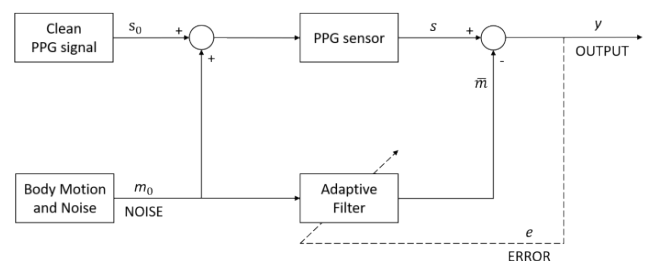 Clean
PPG signal
s₀
+
+
PPG sensor
s
+
-
y
OUTPUT
m̅
Body Motion
and Noise
m₀
NOISE
Adaptive
Filter
e
ERROR